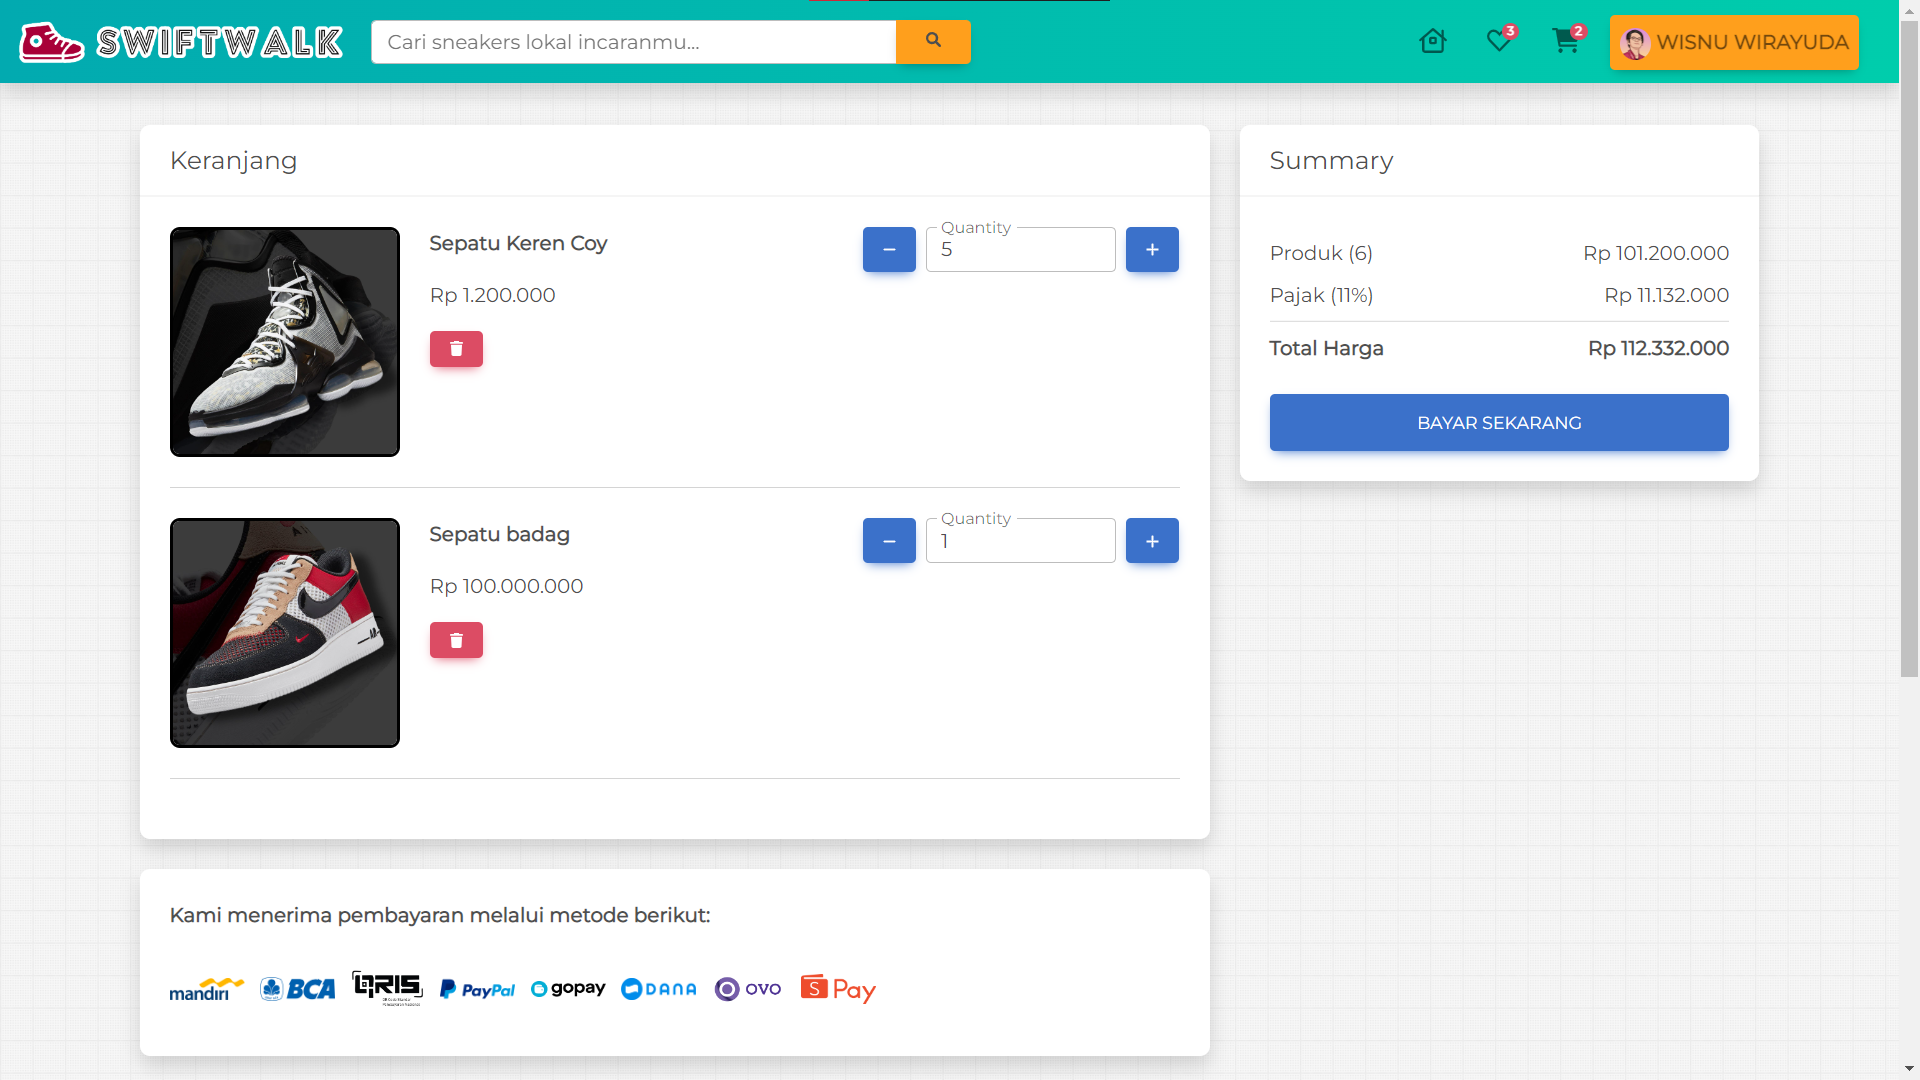 SWIFTWALK
Cari sneakers lokal incaranmu...
3
2
WISNU WIRAYUDA
Keranjang
Sepatu Keren Coy
Rp 1.200.000
Quantity
5
Sepatu badag
Rp 100.000.000
Quantity
1
Summary
Produk (6) Rp 101.200.000
Pajak (11%) Rp 11.132.000
Total Harga Rp 112.332.000
BAYAR SEKARANG
Kami menerima pembayaran melalui metode berikut:
mandiri BCA QRIS PayPal gopay DANA OVO S Pay